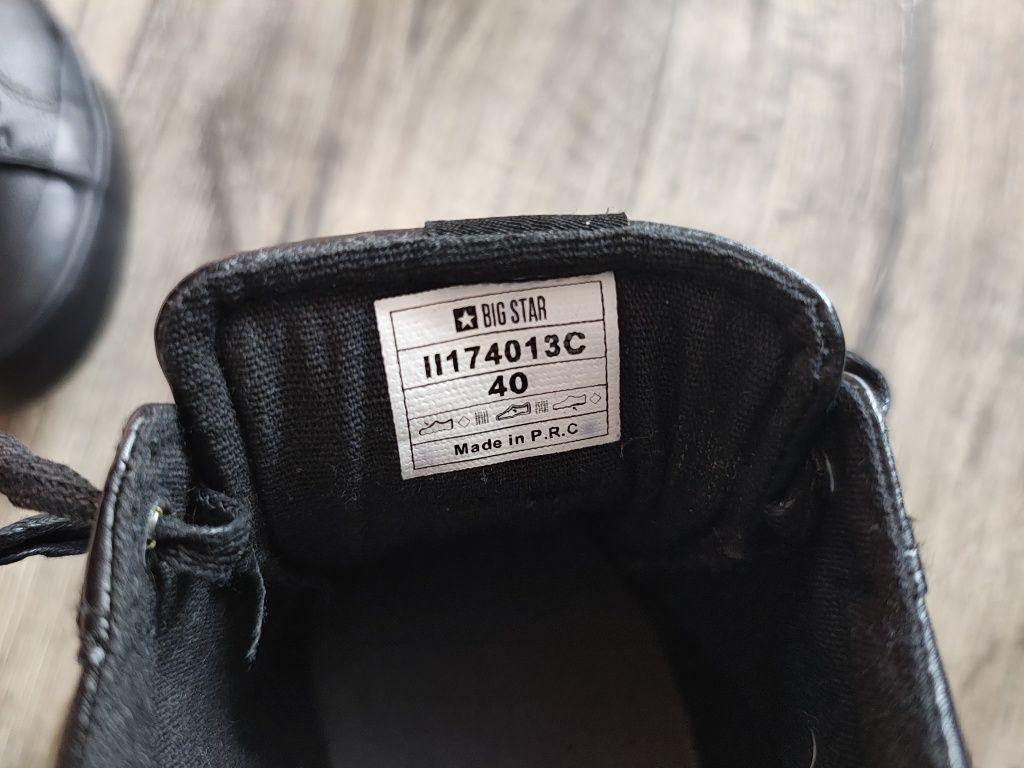 BIG STAR
II174013C
40
Made in P.R.C